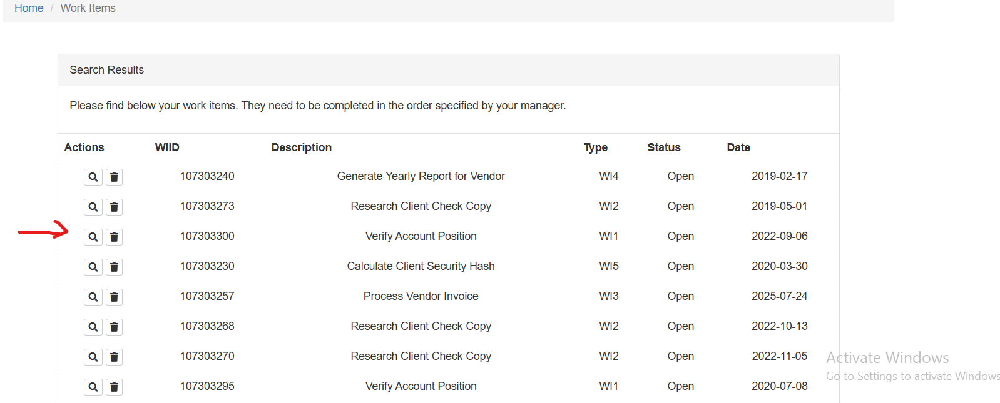 Home / Work Items
Search Results
Please find below your work items. They need to be completed in the order specified by your manager.
Actions WIID Description Type Status Date
107303240 Generate Yearly Report for Vendor WI4 Open 2019-02-17
107303273 Research Client Check Copy WI2 Open 2019-05-01
107303300 Verify Account Position WI1 Open 2022-09-06
107303230 Calculate Client Security Hash WI5 Open 2020-03-30
107303257 Process Vendor Invoice WI3 Open 2025-07-24
107303268 Research Client Check Copy WI2 Open 2022-10-13
107303270 Research Client Check Copy WI2 Open 2022-11-05
107303295 Verify Account Position WI1 Open 2020-07-08
Activate Windows
Go to Settings to activate Windows